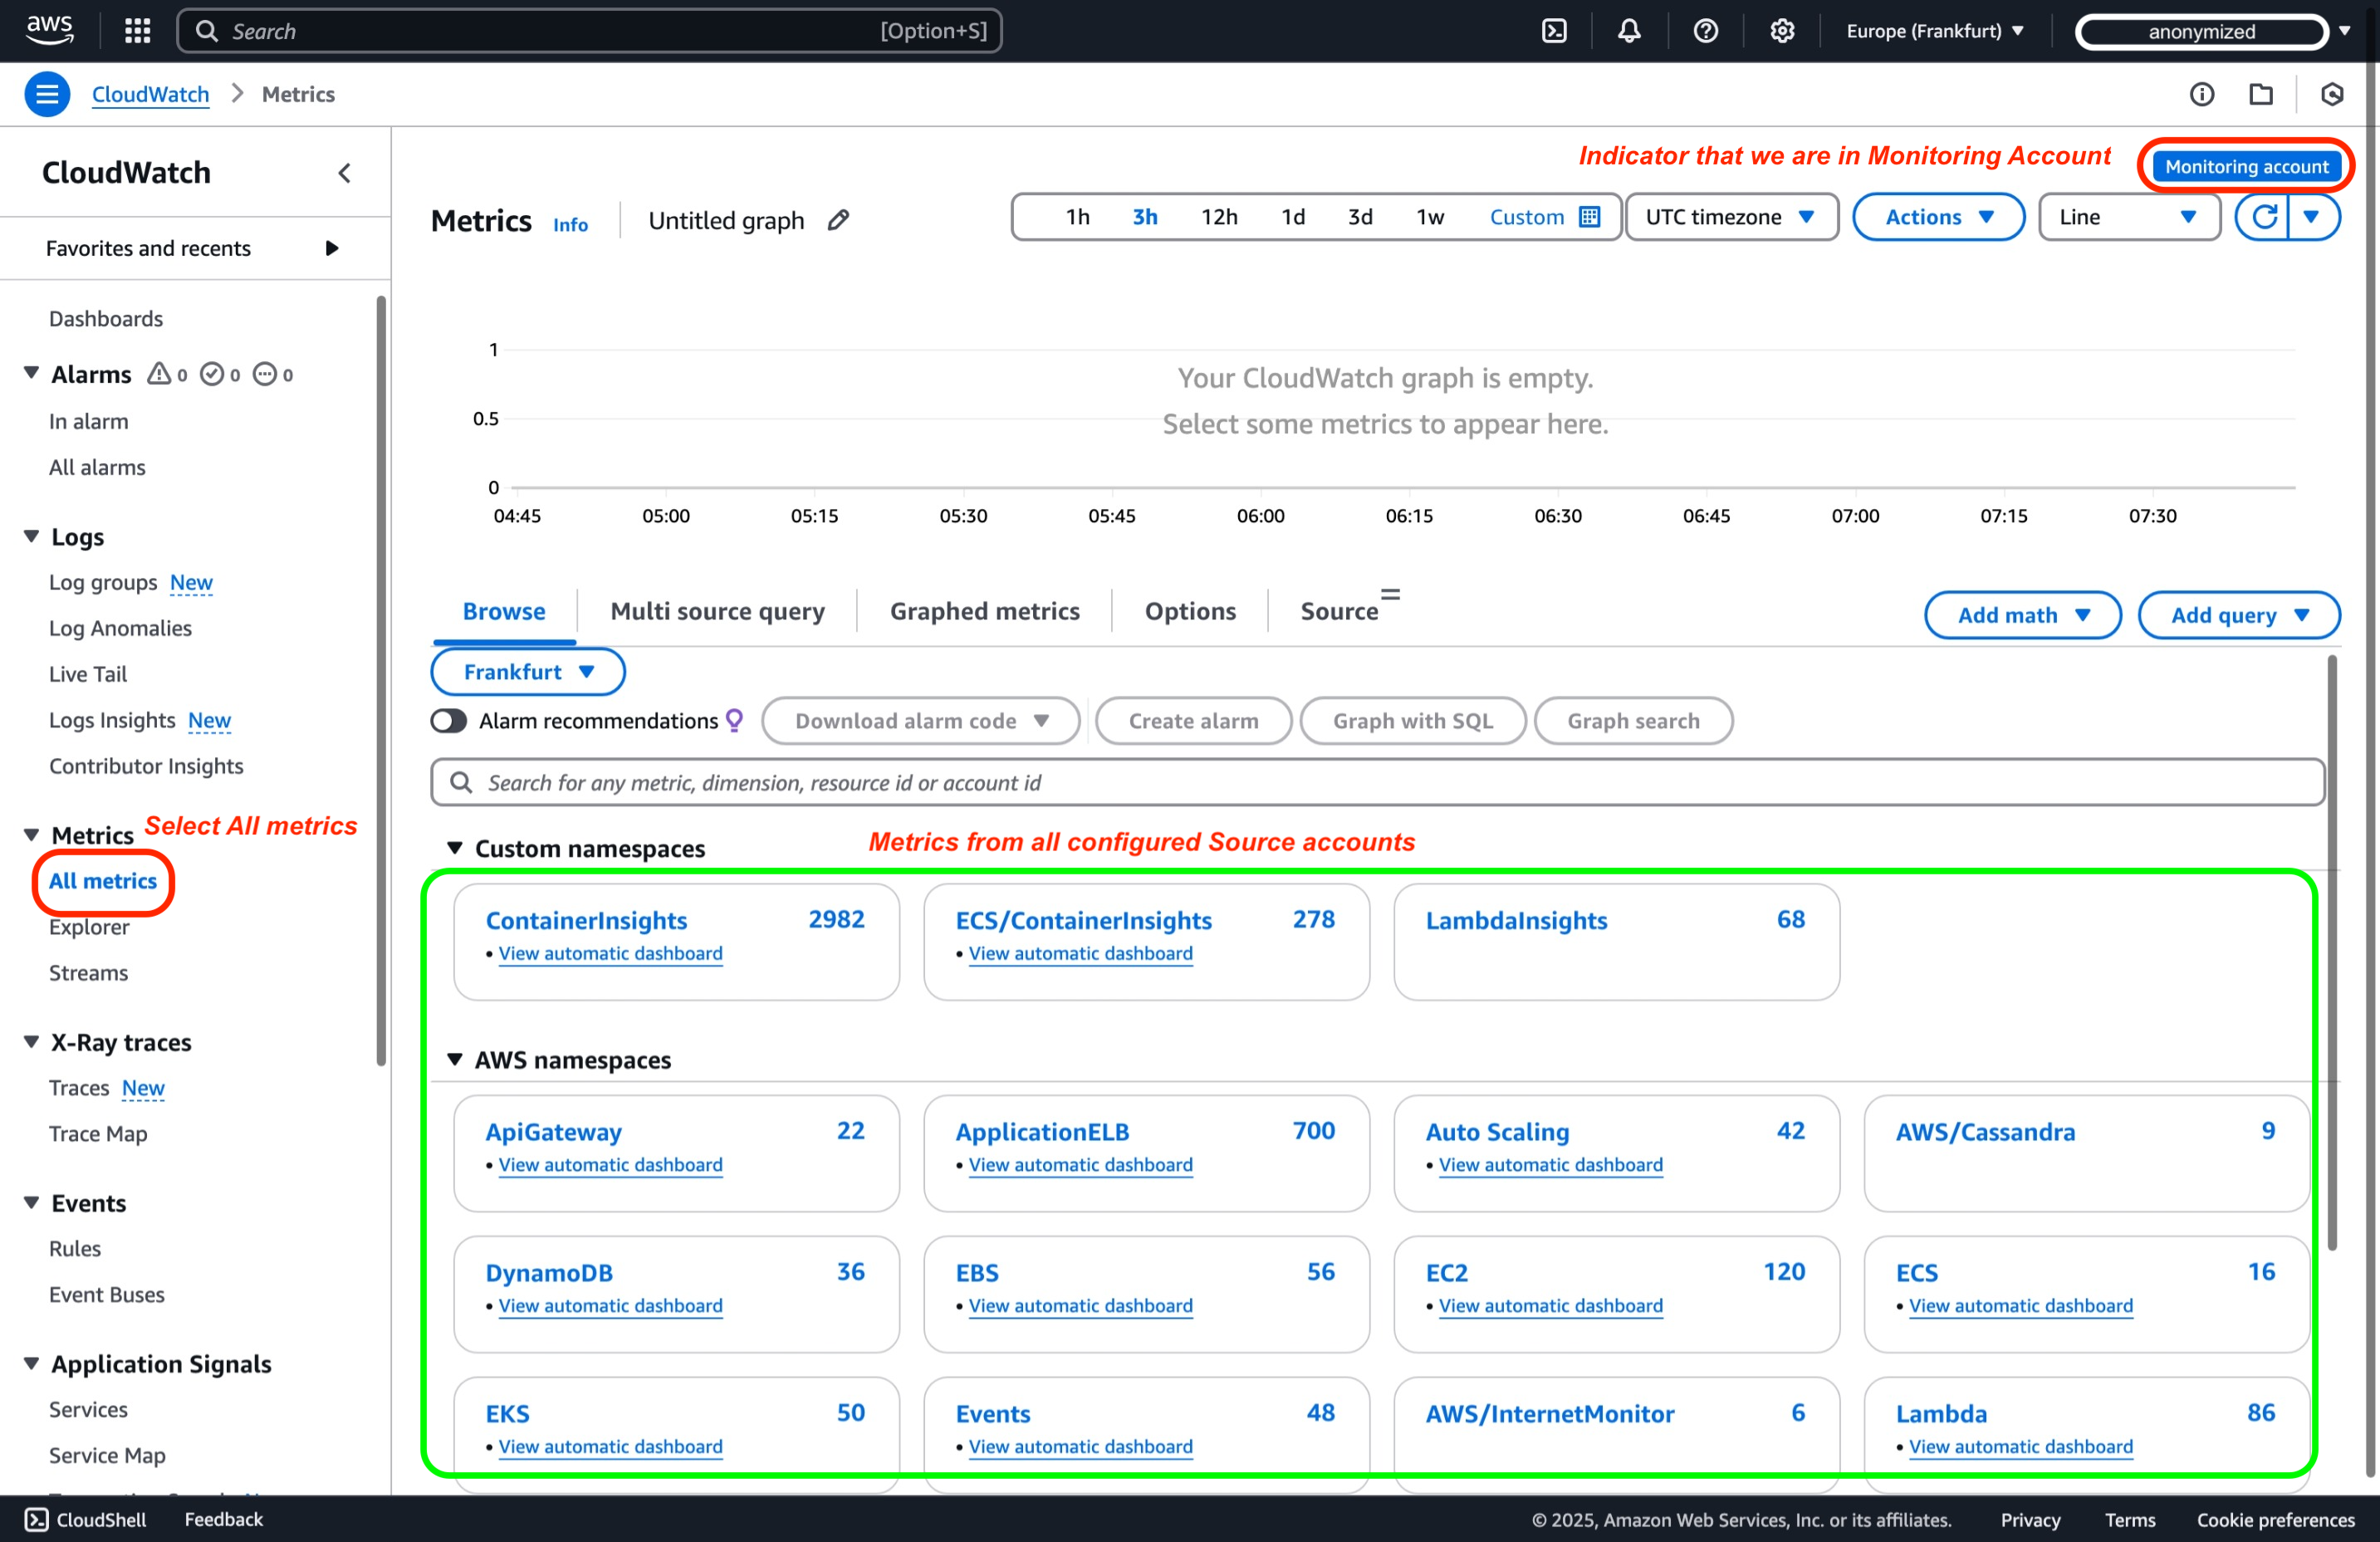 aws
Search [Option+S]
Europe (Frankfurt)
anonymized
CloudWatch
Metrics
Indicator that we are in Monitoring Account
Monitoring account
CloudWatch
Favorites and recents
Dashboards
Alarms 0 0 0
In alarm
All alarms
Logs
Log groups New
Log Anomalies
Live Tail
Logs Insights New
Contributor Insights
Metrics Select All metrics
All metrics
Explorer
Streams
X-Ray traces
Traces New
Trace Map
Events
Rules
Event Buses
Application Signals
Services
Service Map
Metrics Info Untitled graph
1h 3h 12h 1d 3d 1w Custom UTC timezone Actions Line
1
0.5
0
Your CloudWatch graph is empty.
Select some metrics to appear here.
04:45 05:00 05:15 05:30 05:45 06:00 06:15 06:30 06:45 07:00 07:15 07:30
Browse Multi source query Graphed metrics Options Source Add math Add query
Frankfurt
Alarm recommendations Download alarm code Create alarm Graph with SQL Graph search
Search for any metric, dimension, resource id or account id
Metrics from all configured Source accounts
Custom namespaces
ContainerInsights 2982
• View automatic dashboard
ECS/ContainerInsights 278
• View automatic dashboard
LambdaInsights 68
AWS namespaces
ApiGateway 22
• View automatic dashboard
ApplicationELB 700
• View automatic dashboard
Auto Scaling 42
• View automatic dashboard
AWS/Cassandra 9
DynamoDB 36
• View automatic dashboard
EBS 56
• View automatic dashboard
EC2 120
• View automatic dashboard
ECS 16
• View automatic dashboard
EKS 50
• View automatic dashboard
Events 48
• View automatic dashboard
AWS/InternetMonitor 6
Lambda 86
• View automatic dashboard
CloudShell Feedback
© 2025, Amazon Web Services, Inc. or its affiliates. Privacy Terms Cookie preferences